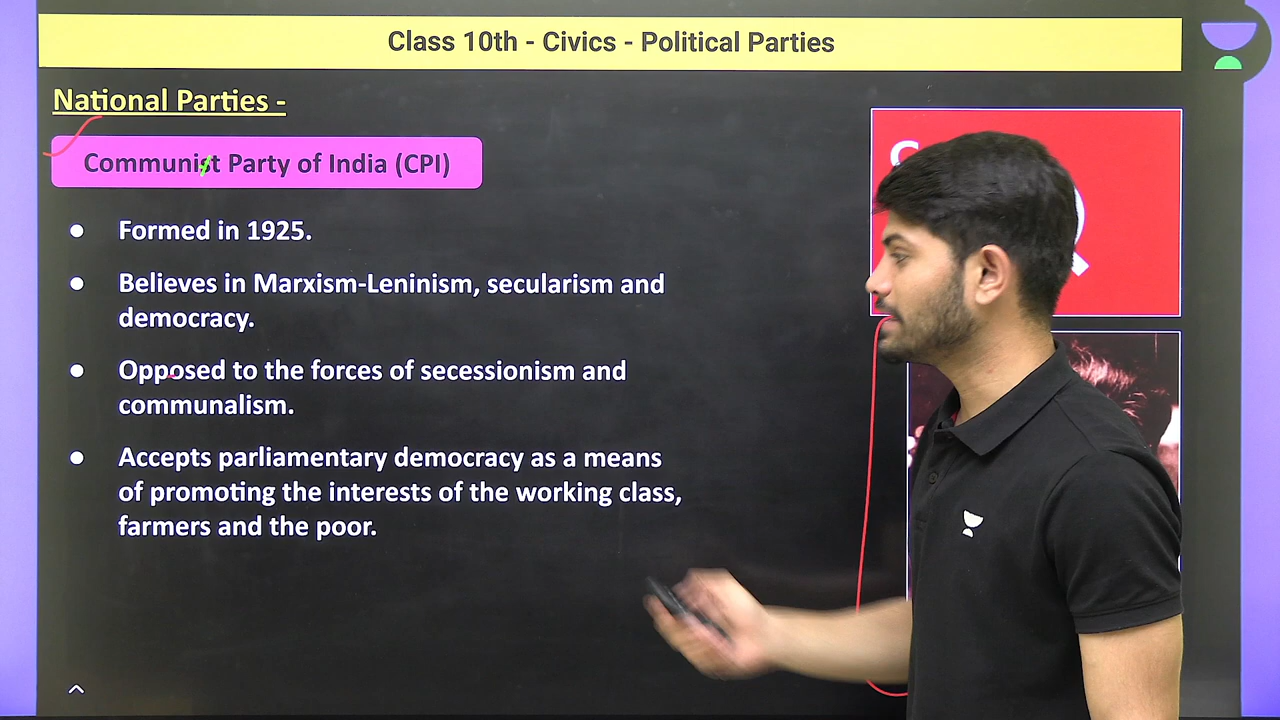 Class 10th - Civics - Political Parties
National Parties -
Communist Party of India (CPI)
● Formed in 1925.
● Believes in Marxism-Leninism, secularism and
democracy.
● Opposed to the forces of secessionism and
communalism.
● Accepts parliamentary democracy as a means
of promoting the interests of the working class,
farmers and the poor.